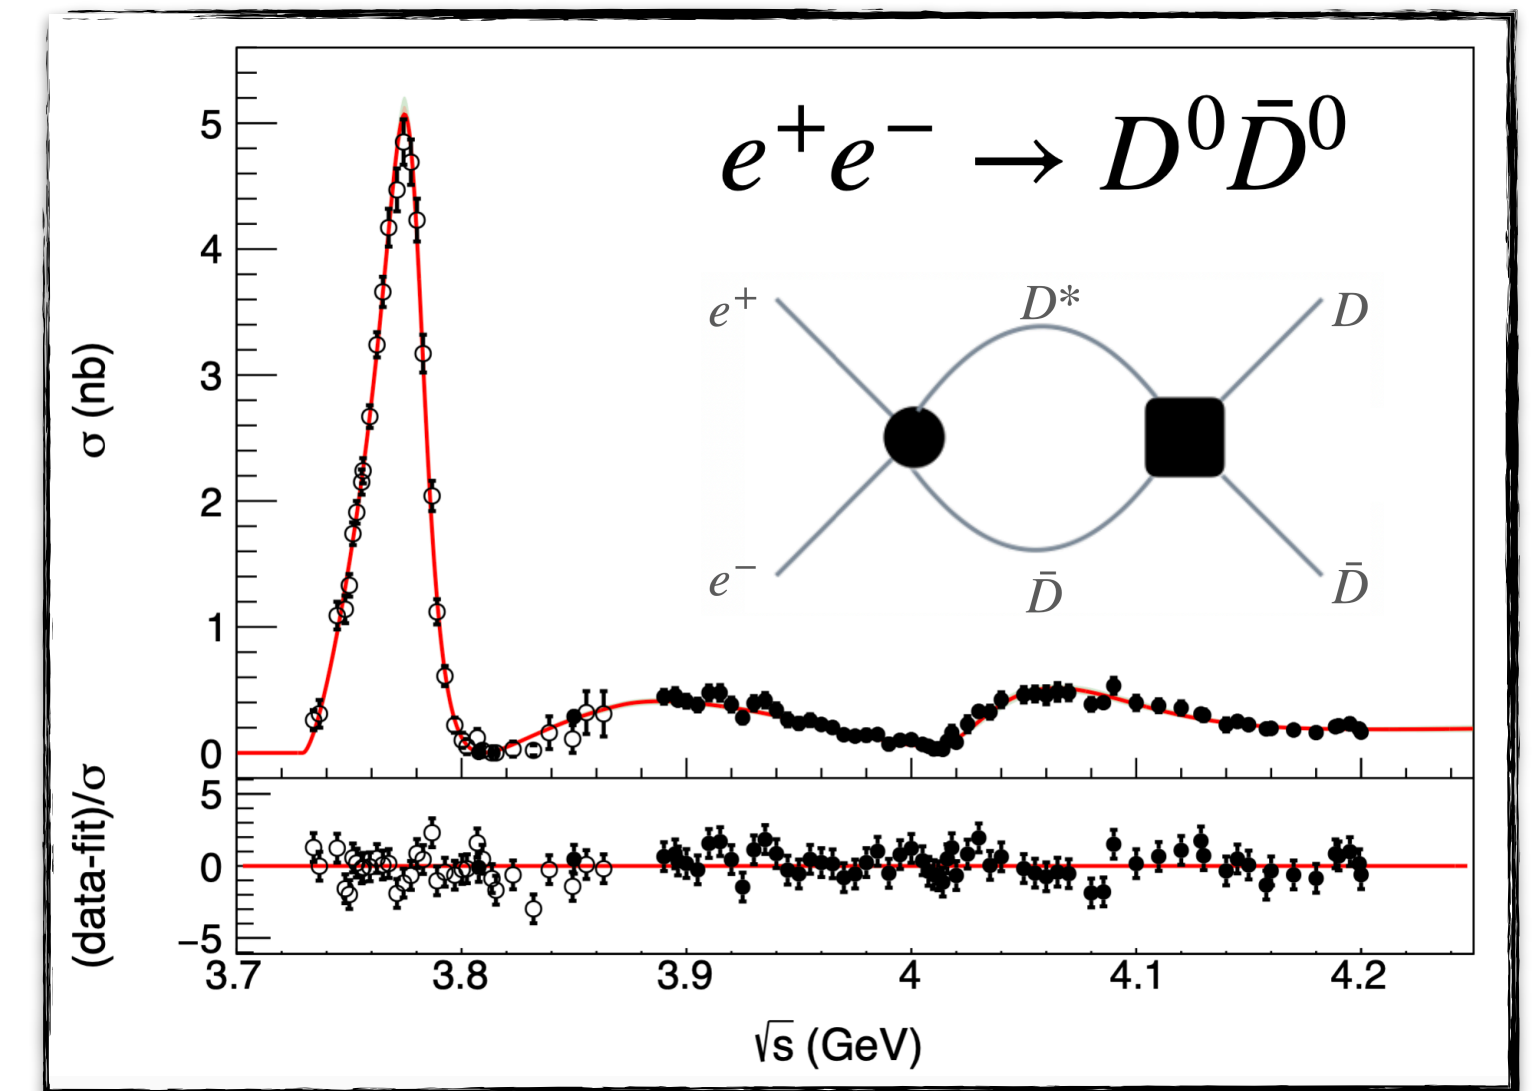 e⁺e⁻ → D⁰D̄⁰
e⁺
D*
D
e⁻
D̄
D̄
σ (nb)
5
4
3
2
1
0
(data-fit)/σ
5
0
−5
3.7 3.8 3.9 4 4.1 4.2
√s (GeV)